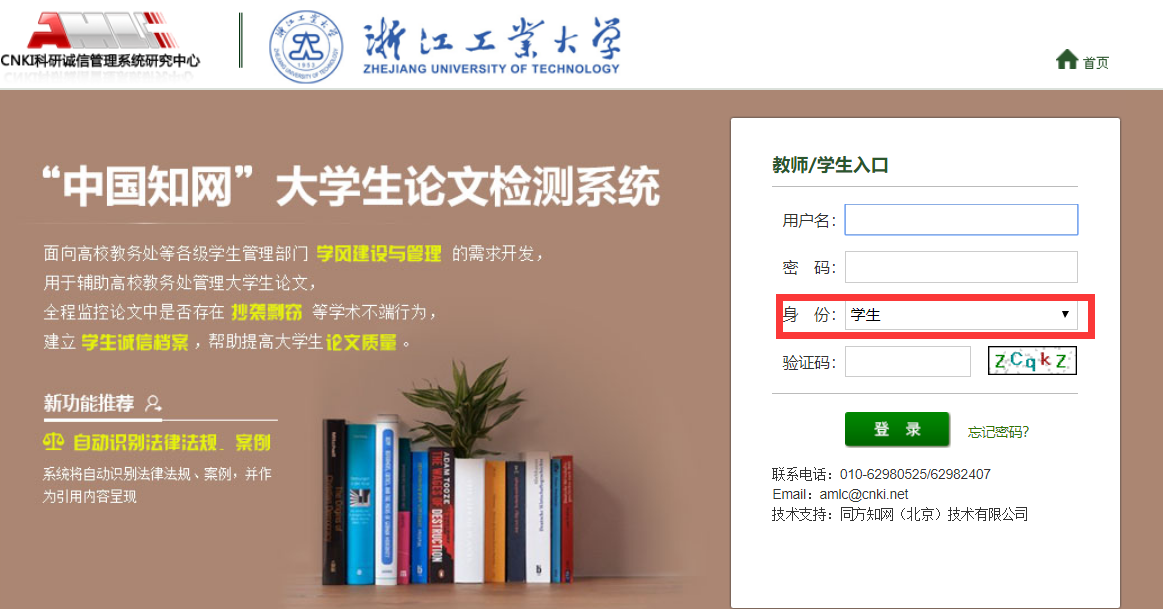 AMLC
CNKI科研诚信管理系统研究中心
浙江工业大学
ZHEJIANG UNIVERSITY OF TECHNOLOGY
首页
“中国知网”大学生论文检测系统
面向高校教务处等各级学生管理部门 学风建设与管理 的需求开发，
用于辅助高校教务处管理大学生论文，
全程监控论文中是否存在 抄袭剽窃 等学术不端行为，
建立 学生诚信档案 ，帮助提高大学生论文质量 。
新功能推荐
自动识别法律法规、案例
系统将自动识别法律法规、案例，并作
为引用内容呈现
ADAM TOOZE
THE WAGES OF DESTRUCTION
教师/学生入口
用户名：
密 码：
身 份： 学生
验证码： zCqkz
登 录 忘记密码?
联系电话：010-62980525/62982407
Email：amlc@cnki.net
技术支持：同方知网（北京）技术有限公司